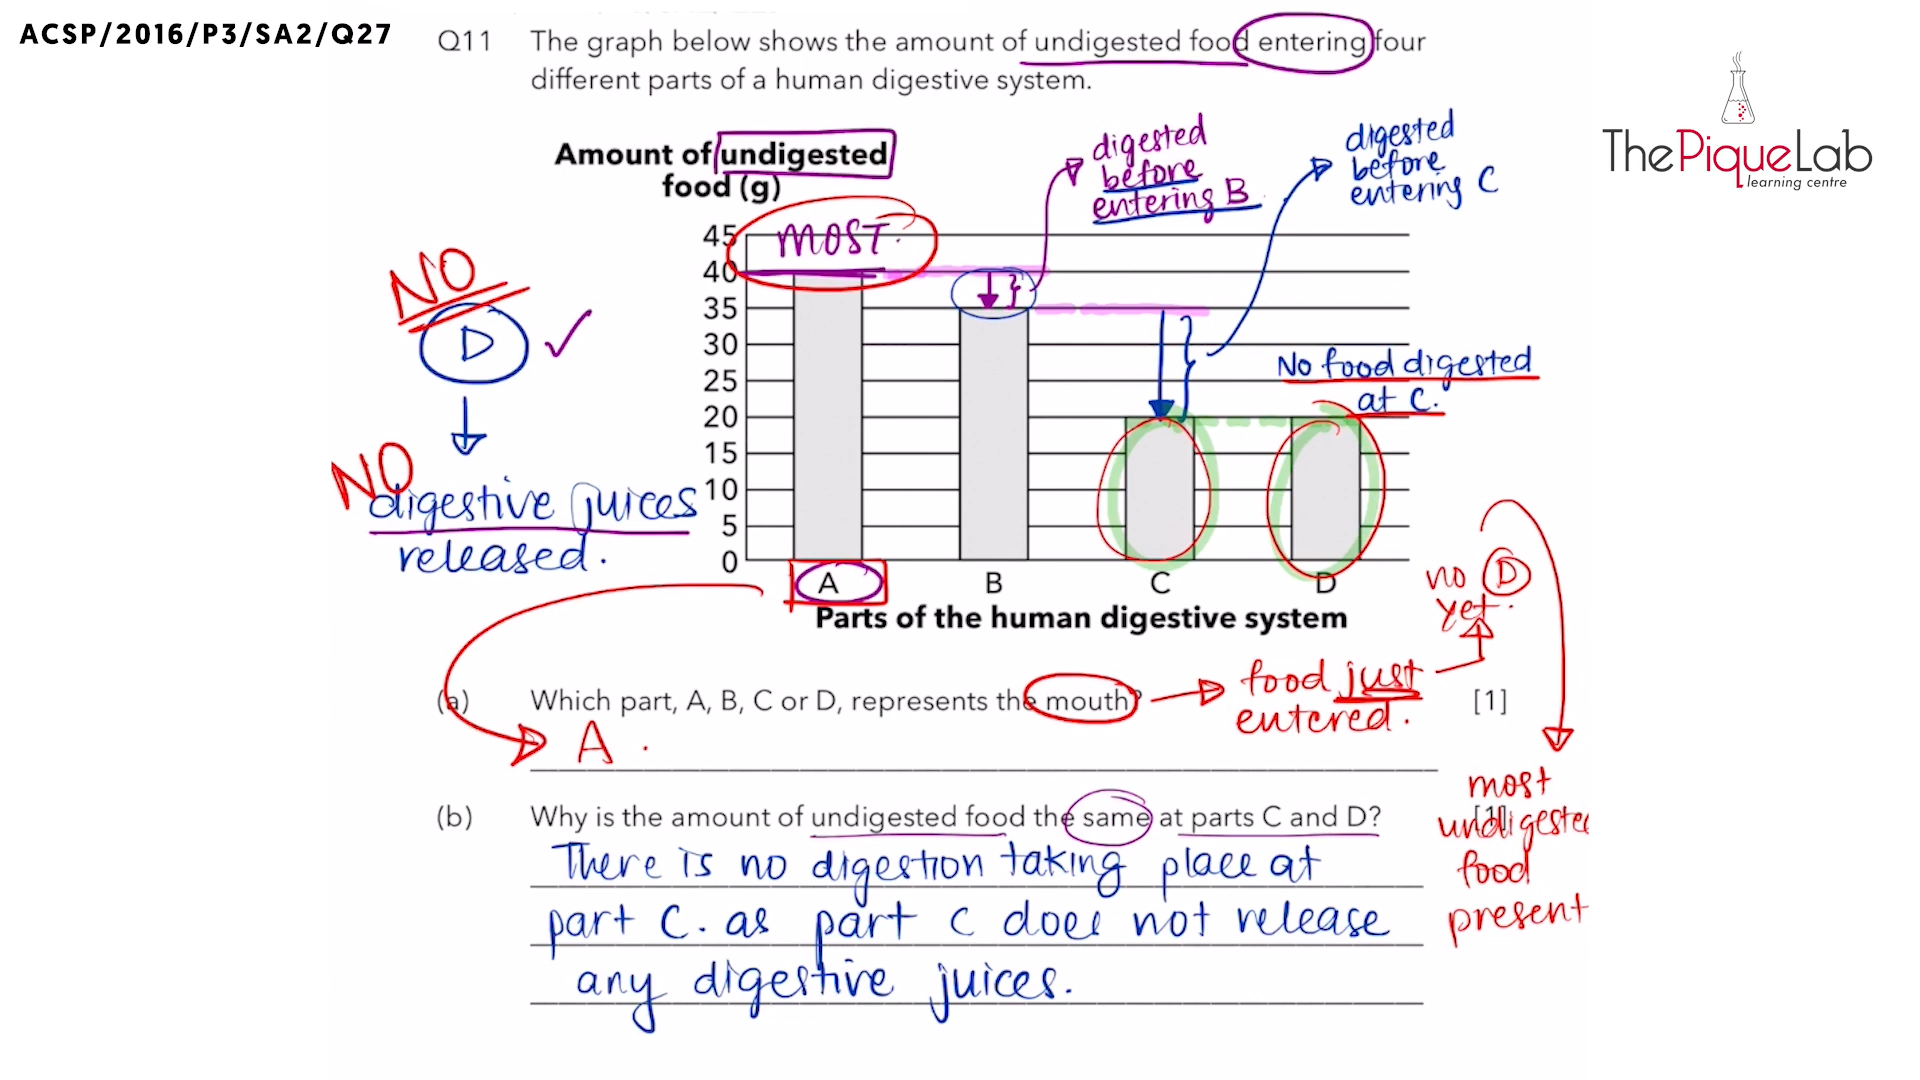 ACSP/2016/P3/SA2/Q27
Q11 The graph below shows the amount of undigested food entering four
different parts of a human digestive system.
ThePiqueLab
learning centre
Amount of undigested
food (g)
digested
before
entering B
digested
before
entering C
MOST.
NO
D
NO
digestive juices
released.
45
40
35
30
25
20
15
10
5
0
No food digested
at C.
A B C D
Parts of the human digestive system
no D
yet.
(a) Which part, A, B, C or D, represents the mouth? [1]
food just
entered.
A.
most
undigested
food
present
(b) Why is the amount of undigested food the same at parts C and D? [1]
There is no digestion taking place at
part C. as part C does not release
any digestive juices.